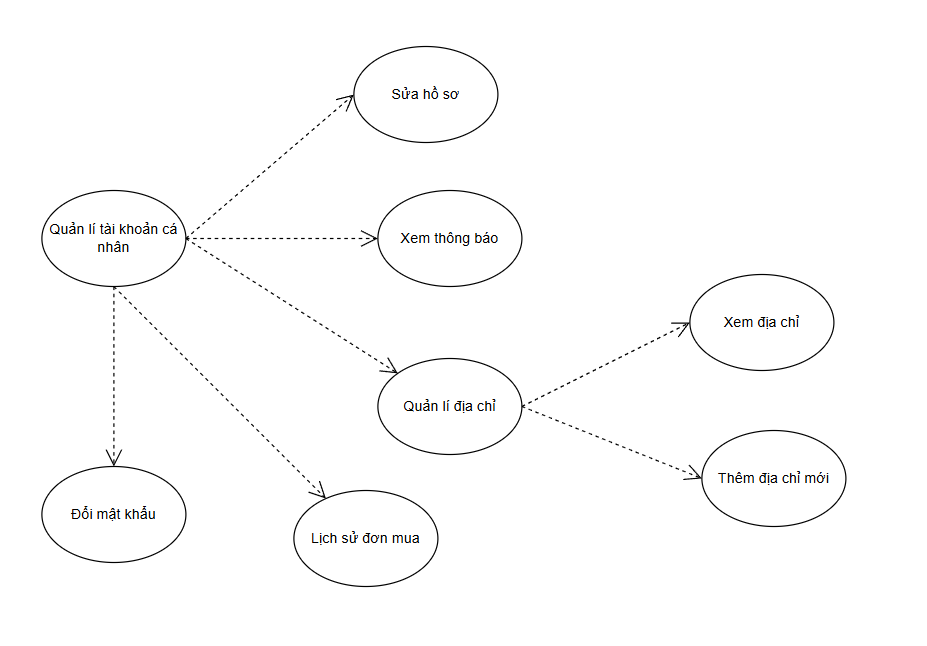 Sửa hồ sơ
Quản lí tài khoản cá
nhân
Xem thông báo
Xem địa chỉ
Quản lí địa chỉ
Thêm địa chỉ mới
Đổi mật khẩu
Lịch sử đơn mua